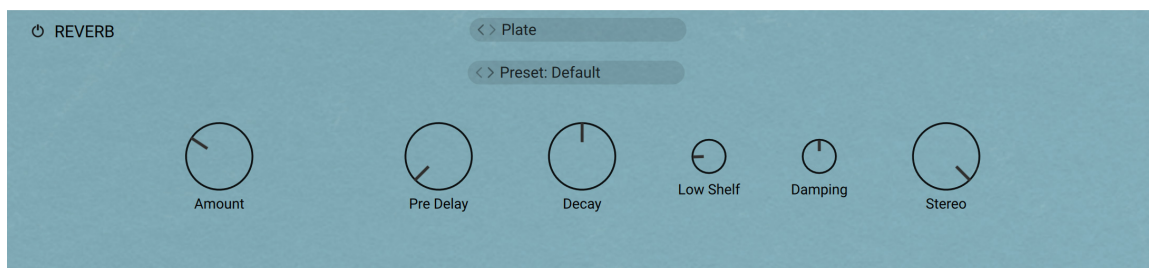 REVERB
Plate
Preset: Default
Amount
Pre Delay
Decay
Low Shelf
Damping
Stereo